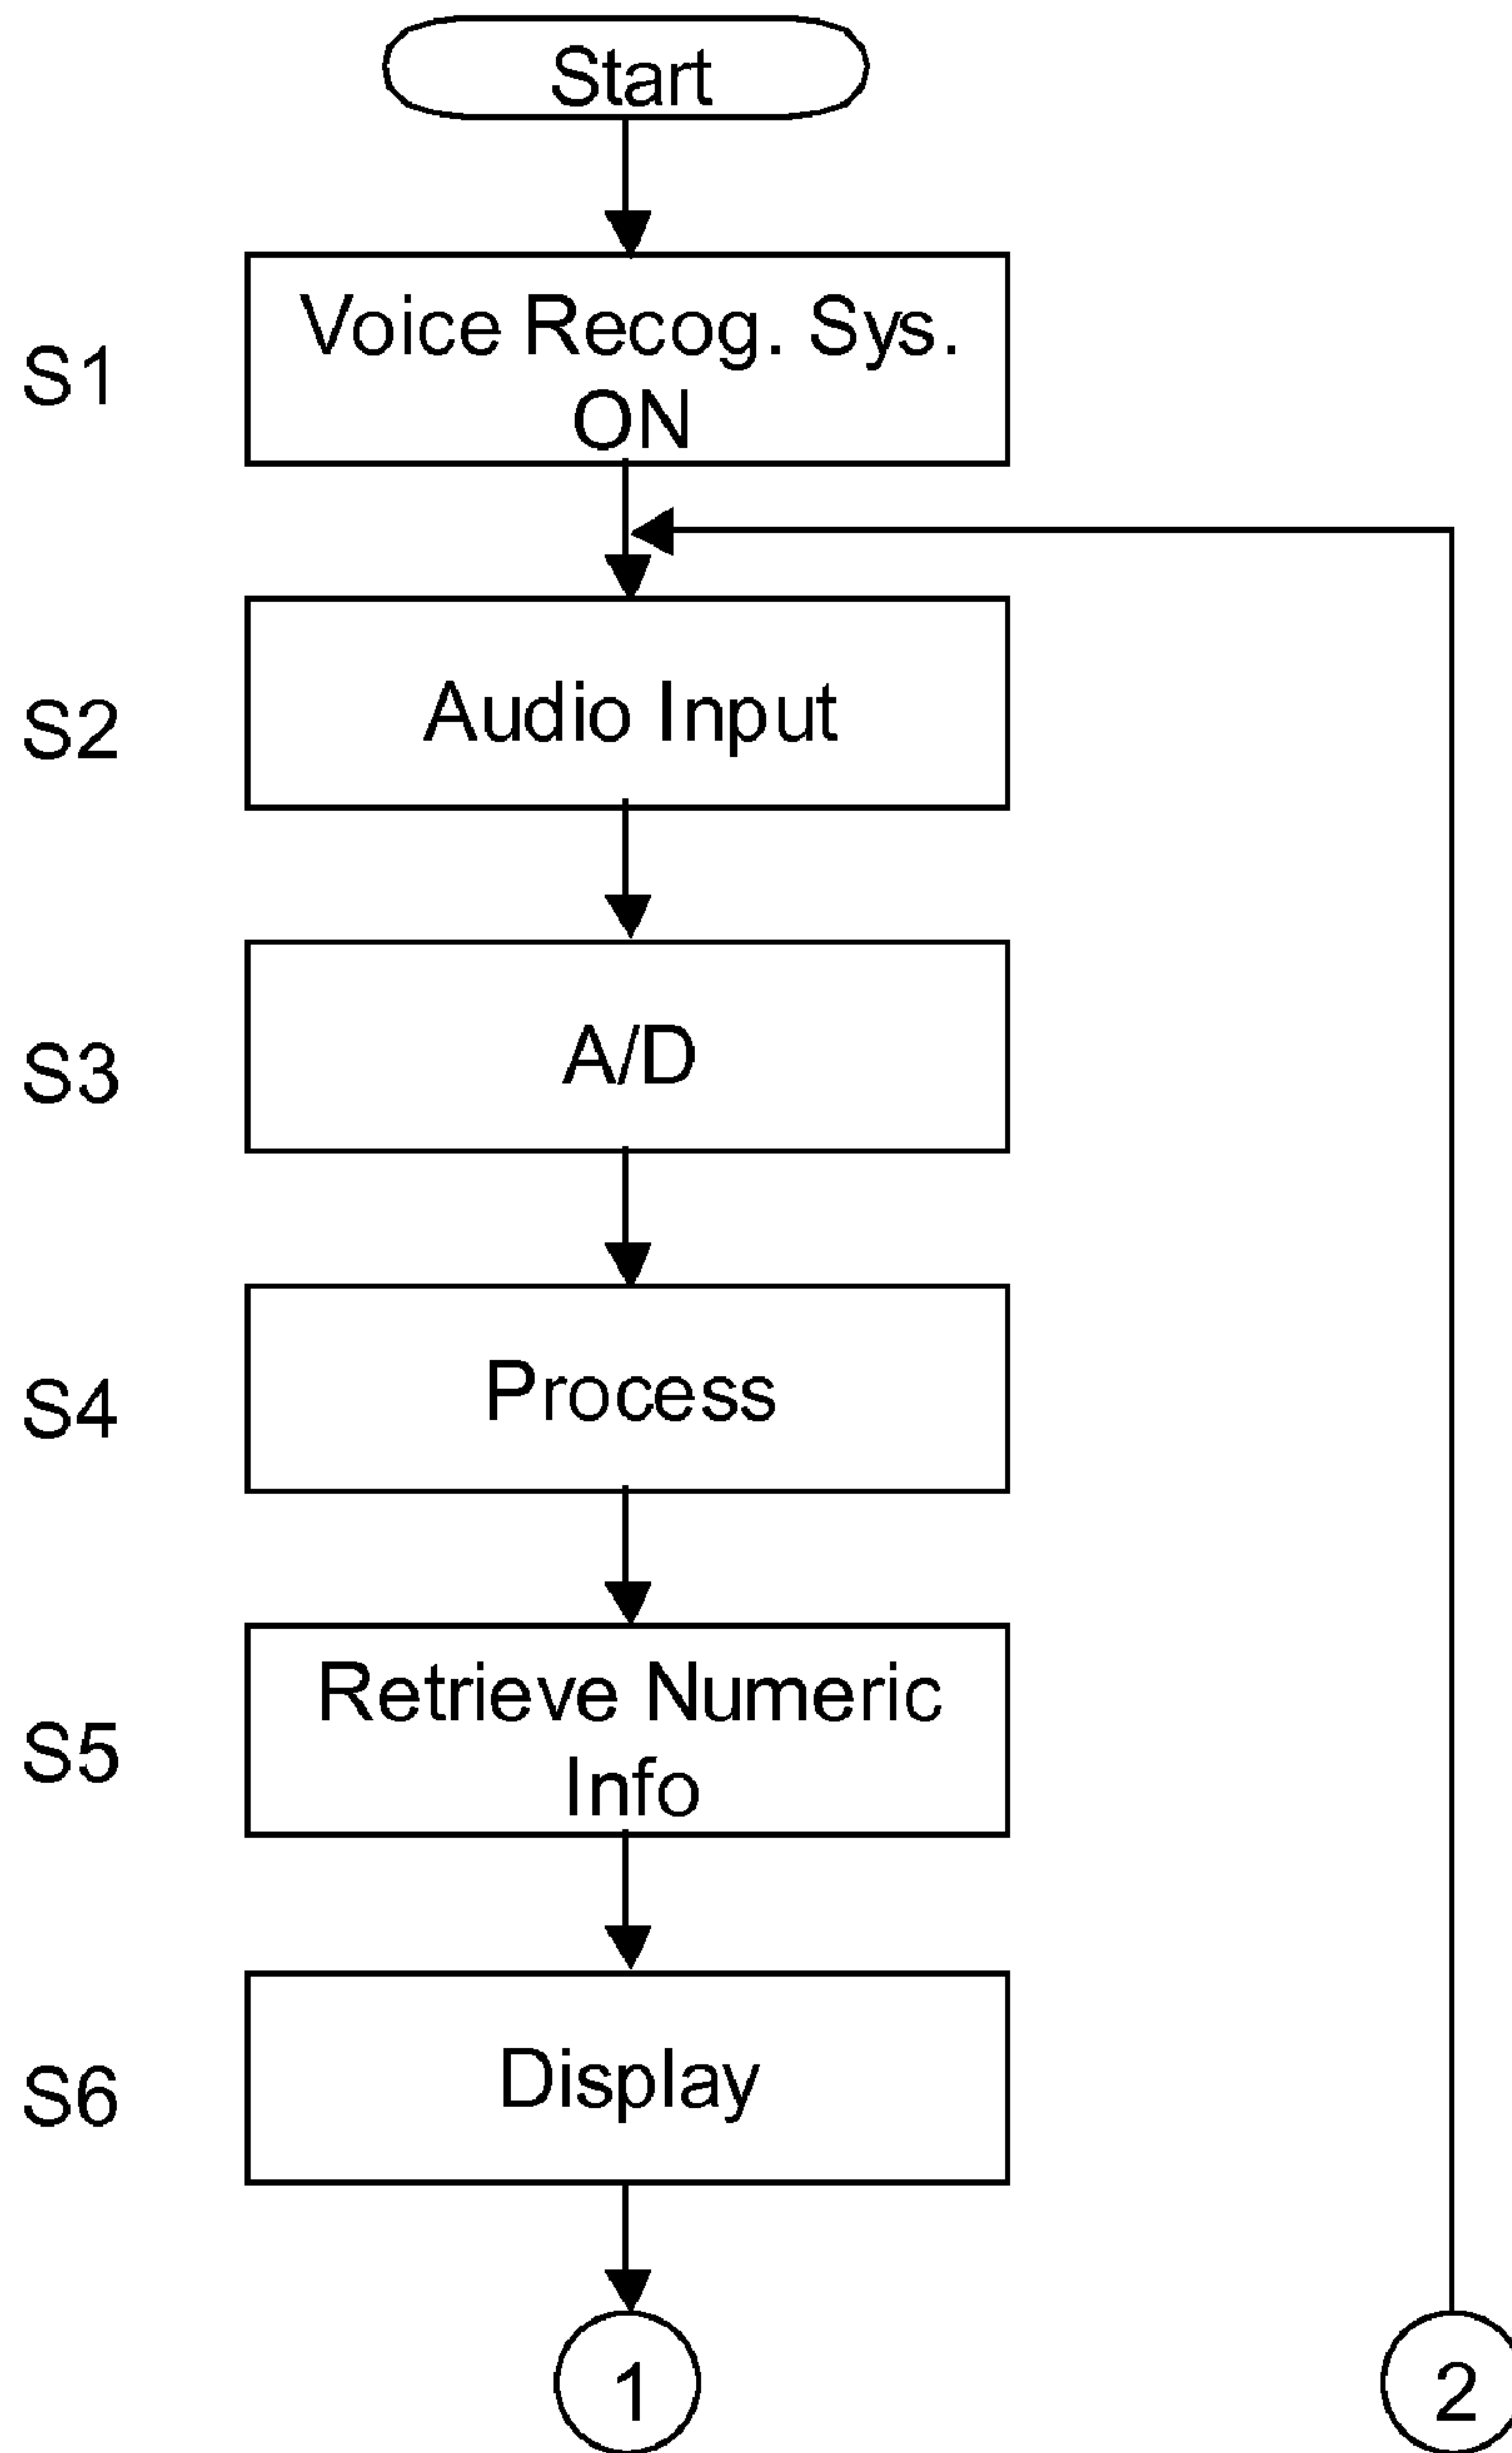 Start
S1
Voice Recog. Sys.
ON
S2
Audio Input
S3
A/D
S4
Process
S5
Retrieve Numeric
Info
S6
Display
1
2